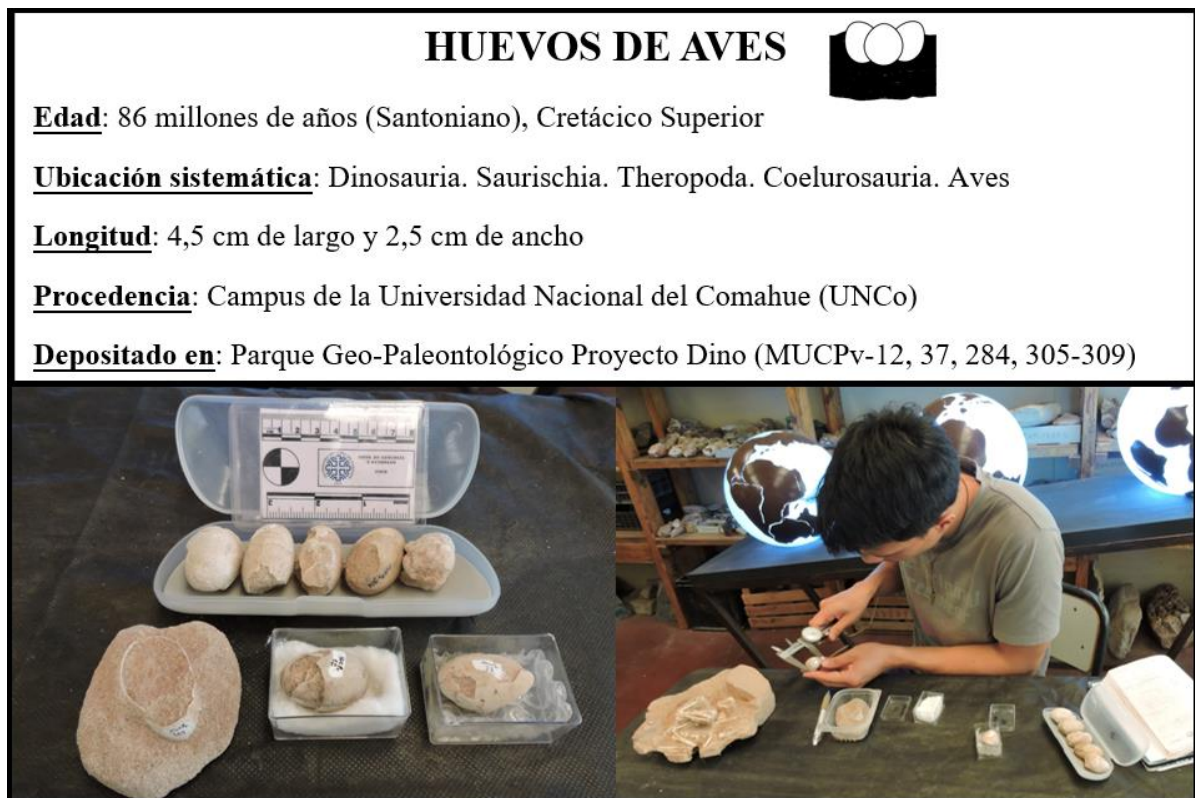 HUEVOS DE AVES
Edad: 86 millones de años (Santoniano), Cretácico Superior
Ubicación sistemática: Dinosauria. Saurischia. Theropoda. Coelurosauria. Aves
Longitud: 4,5 cm de largo y 2,5 cm de ancho
Procedencia: Campus de la Universidad Nacional del Comahue (UNCo)
Depositado en: Parque Geo-Paleontológico Proyecto Dino (MUCPv-12, 37, 284, 305-309)